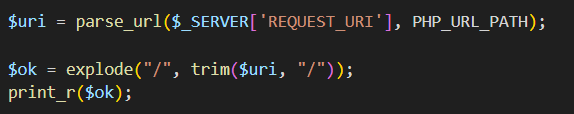 $uri = parse_url($_SERVER['REQUEST_URI'], PHP_URL_PATH);
$ok = explode("/", trim($uri, "/"));
print_r($ok);